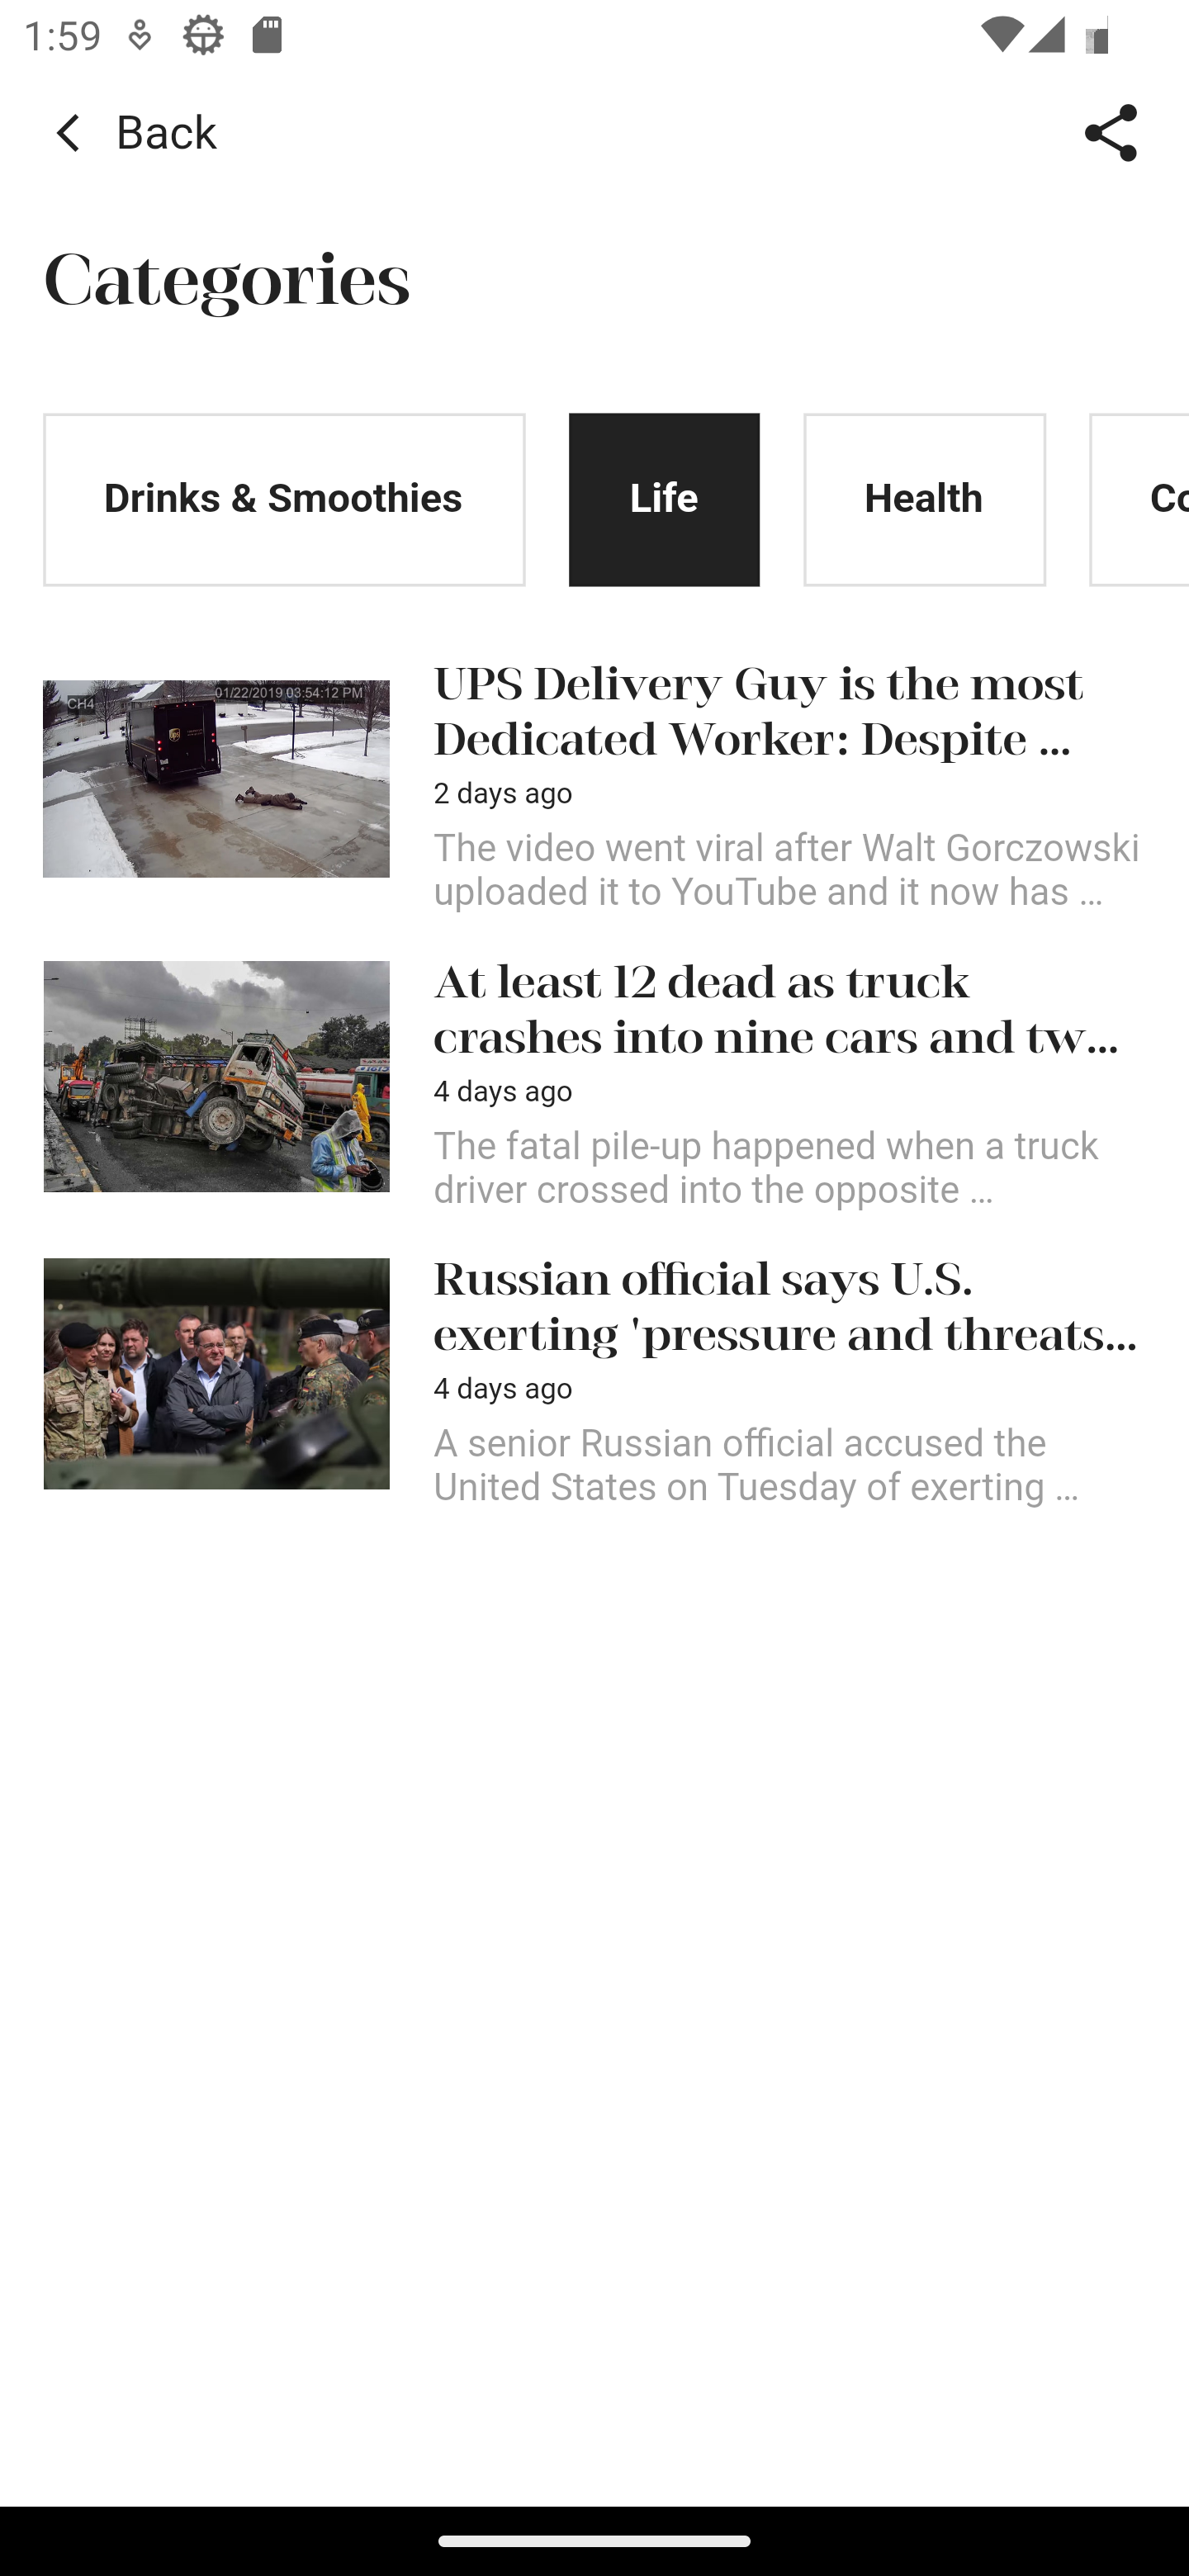 1:59
Back
Categories
Drinks & Smoothies
Life
Health
Co
01/22/2019 03:54:12 PM
CH4
UPS Delivery Guy is the most
Dedicated Worker: Despite ...
2 days ago
The video went viral after Walt Gorczowski
uploaded it to YouTube and it now has ...
At least 12 dead as truck
crashes into nine cars and tw...
4 days ago
The fatal pile-up happened when a truck
driver crossed into the opposite ...
Russian official says U.S.
exerting 'pressure and threats...
4 days ago
A senior Russian official accused the
United States on Tuesday of exerting ...